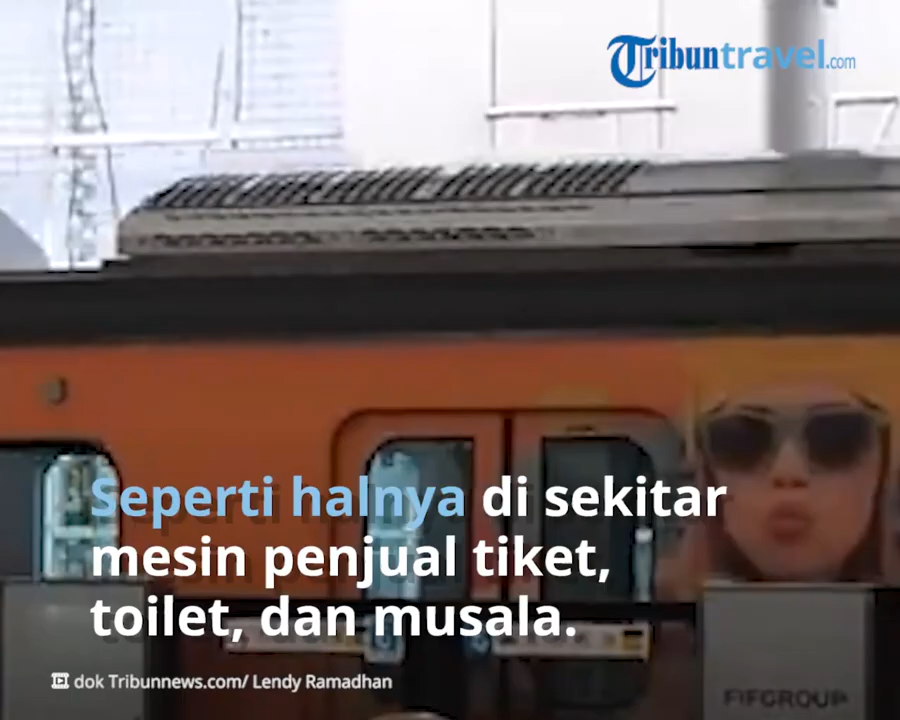 Tribuntravel.com
Seperti halnya di sekitar
mesin penjual tiket,
toilet, dan musala.
dok Tribunnews.com/ Lendy Ramadhan
FIFGROUP